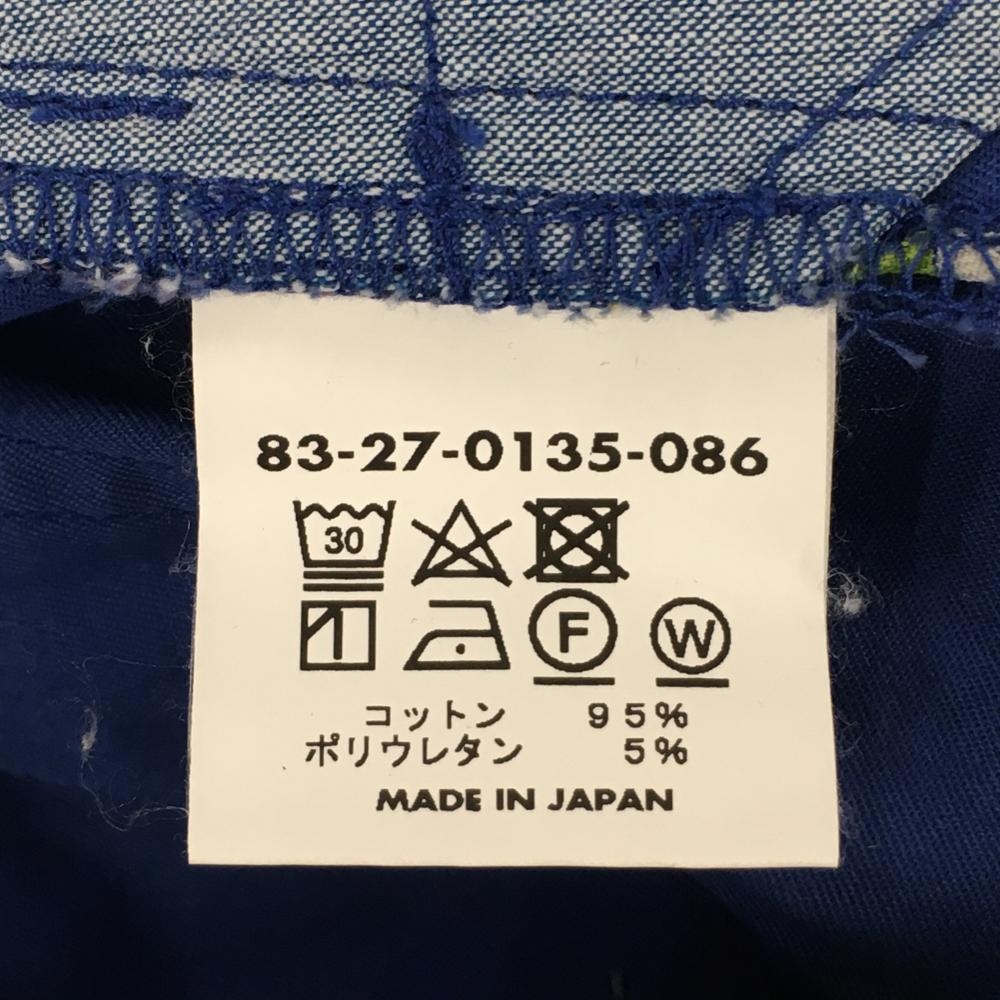 83-27-0135-086
30
F W
コットン 95%
ポリウレタン 5%
MADE IN JAPAN